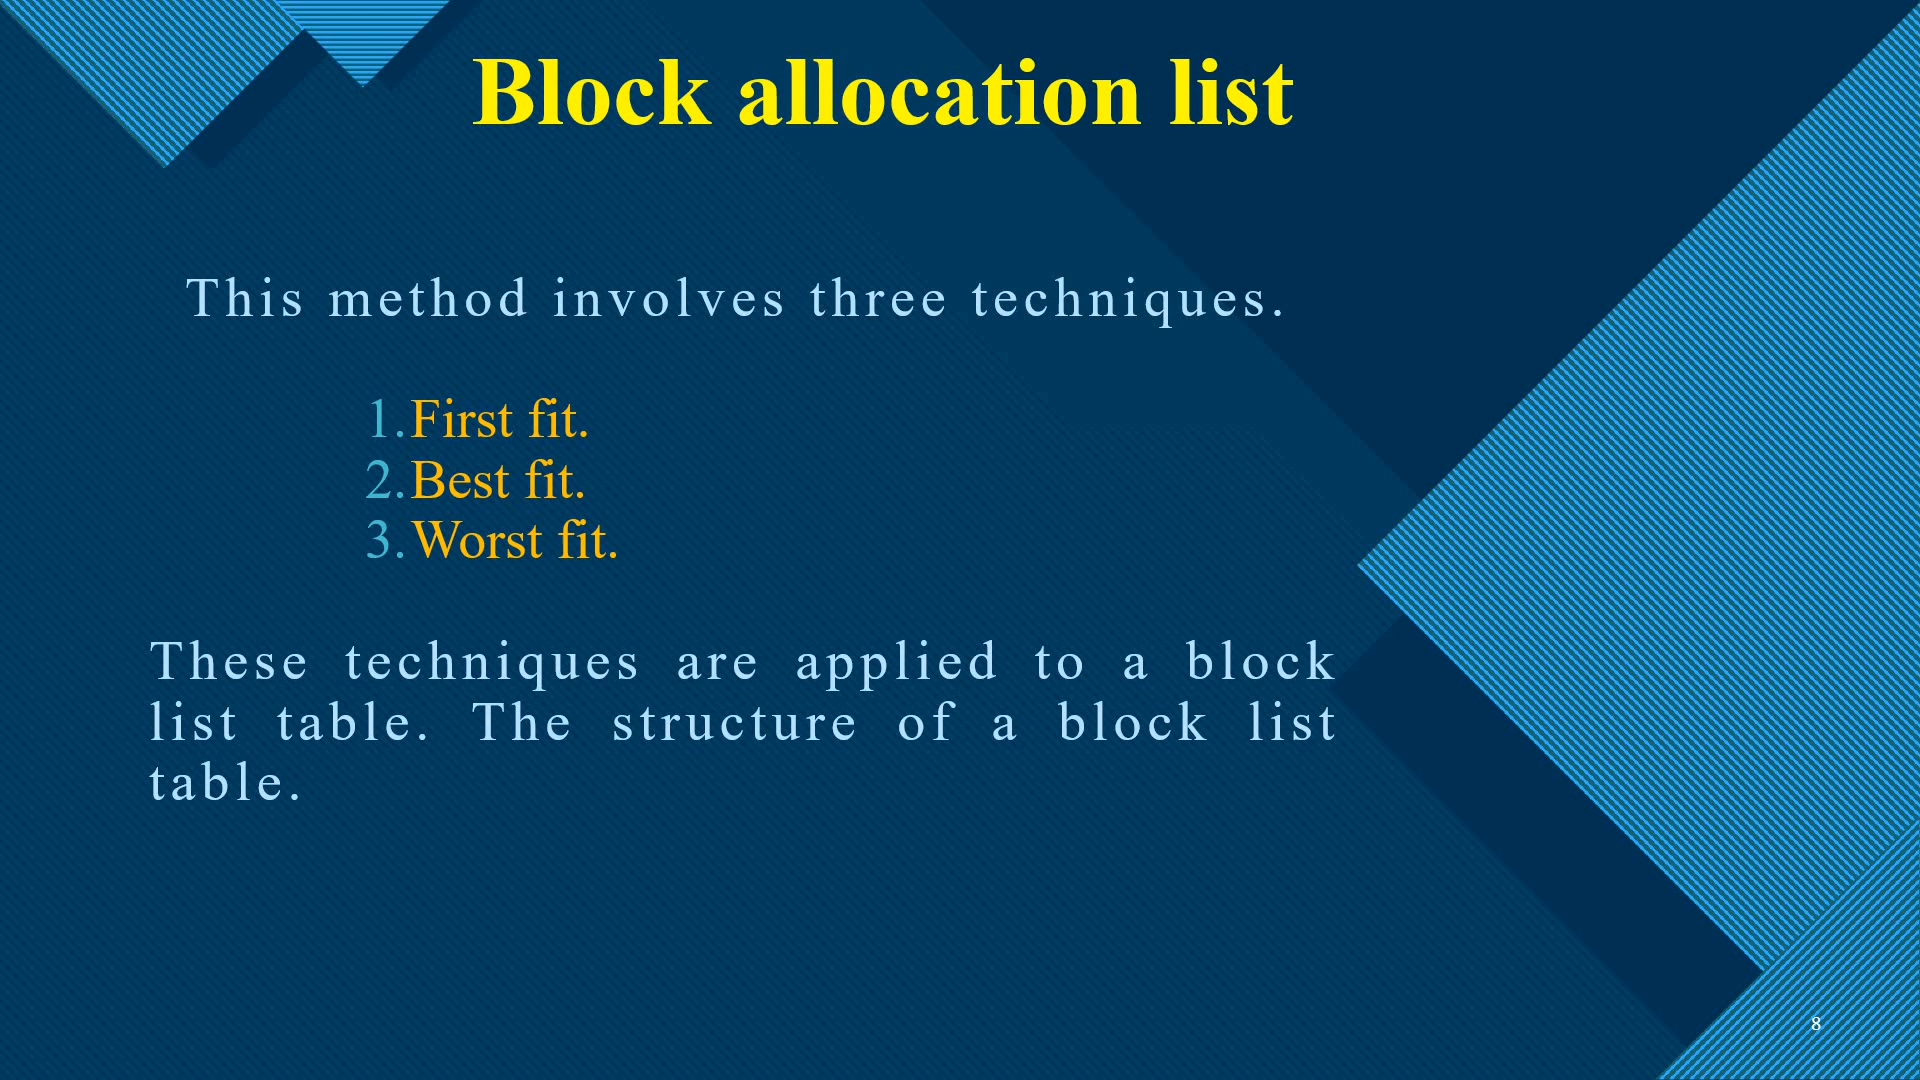 Block allocation list
This method involves three techniques.
1. First fit.
2. Best fit.
3. Worst fit.
These techniques are applied to a block
list table. The structure of a block list
table.
8